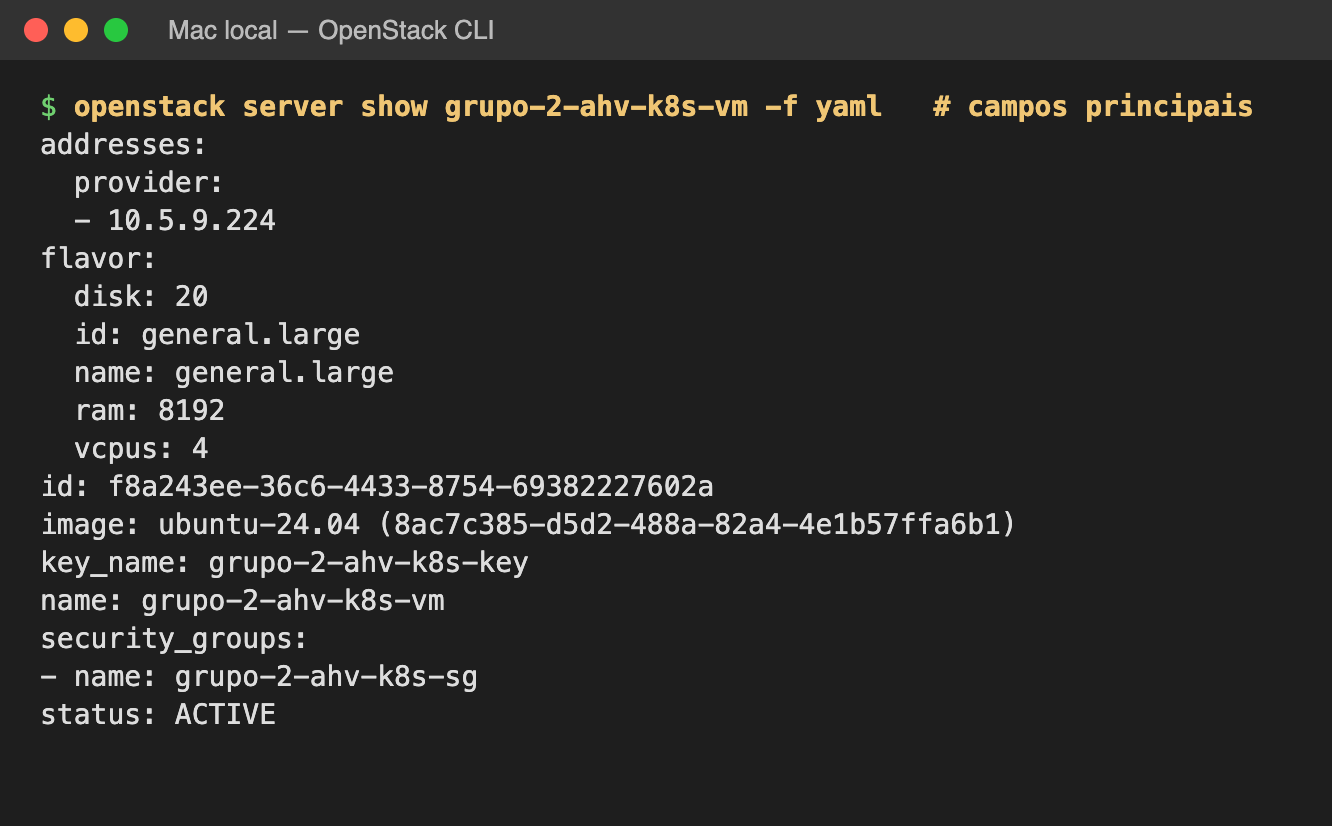 Mac local — OpenStack CLI
$ openstack server show grupo-2-ahv-k8s-vm -f yaml   # campos principais
addresses:
  provider:
  - 10.5.9.224
flavor:
  disk: 20
  id: general.large
  name: general.large
  ram: 8192
  vcpus: 4
id: f8a243ee-36c6-4433-8754-69382227602a
image: ubuntu-24.04 (8ac7c385-d5d2-488a-82a4-4e1b57ffa6b1)
key_name: grupo-2-ahv-k8s-key
name: grupo-2-ahv-k8s-vm
security_groups:
- name: grupo-2-ahv-k8s-sg
status: ACTIVE